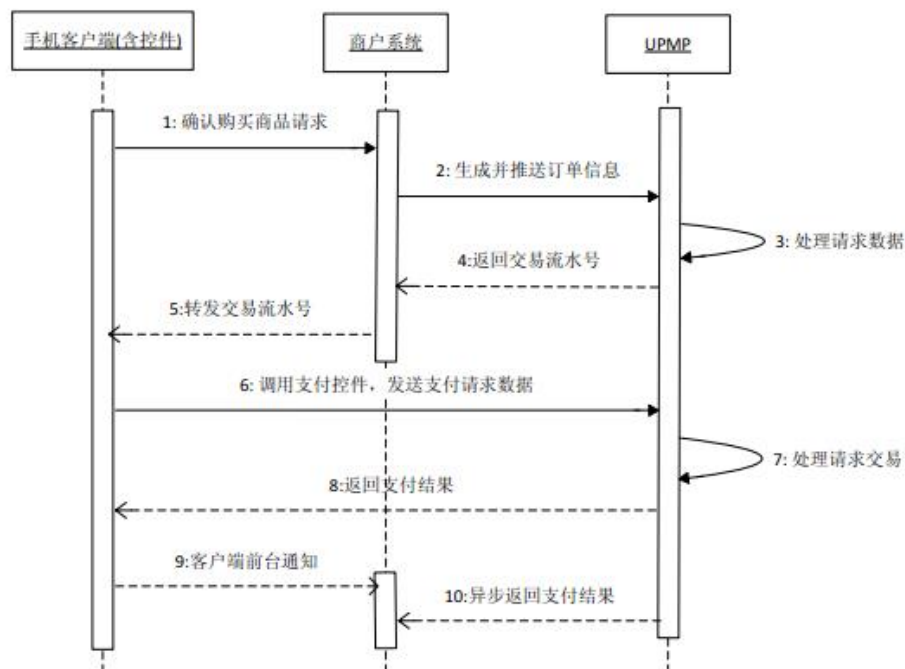 手机客户端(含控件)
商户系统
UPMP
1: 确认购买商品请求
2: 生成并推送订单信息
3: 处理请求数据
4:返回交易流水号
5:转发交易流水号
6: 调用支付控件，发送支付请求数据
7: 处理请求交易
8:返回支付结果
9:客户端前台通知
10:异步返回支付结果